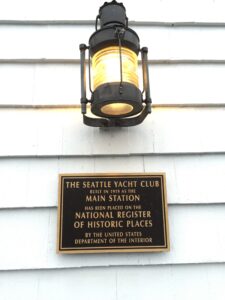 THE SEATTLE YACHT CLUB
BUILT IN 1919 AS THE
MAIN STATION
HAS BEEN PLACED ON THE
NATIONAL REGISTER
OF HISTORIC PLACES
BY THE UNITED STATES
DEPARTMENT OF THE INTERIOR